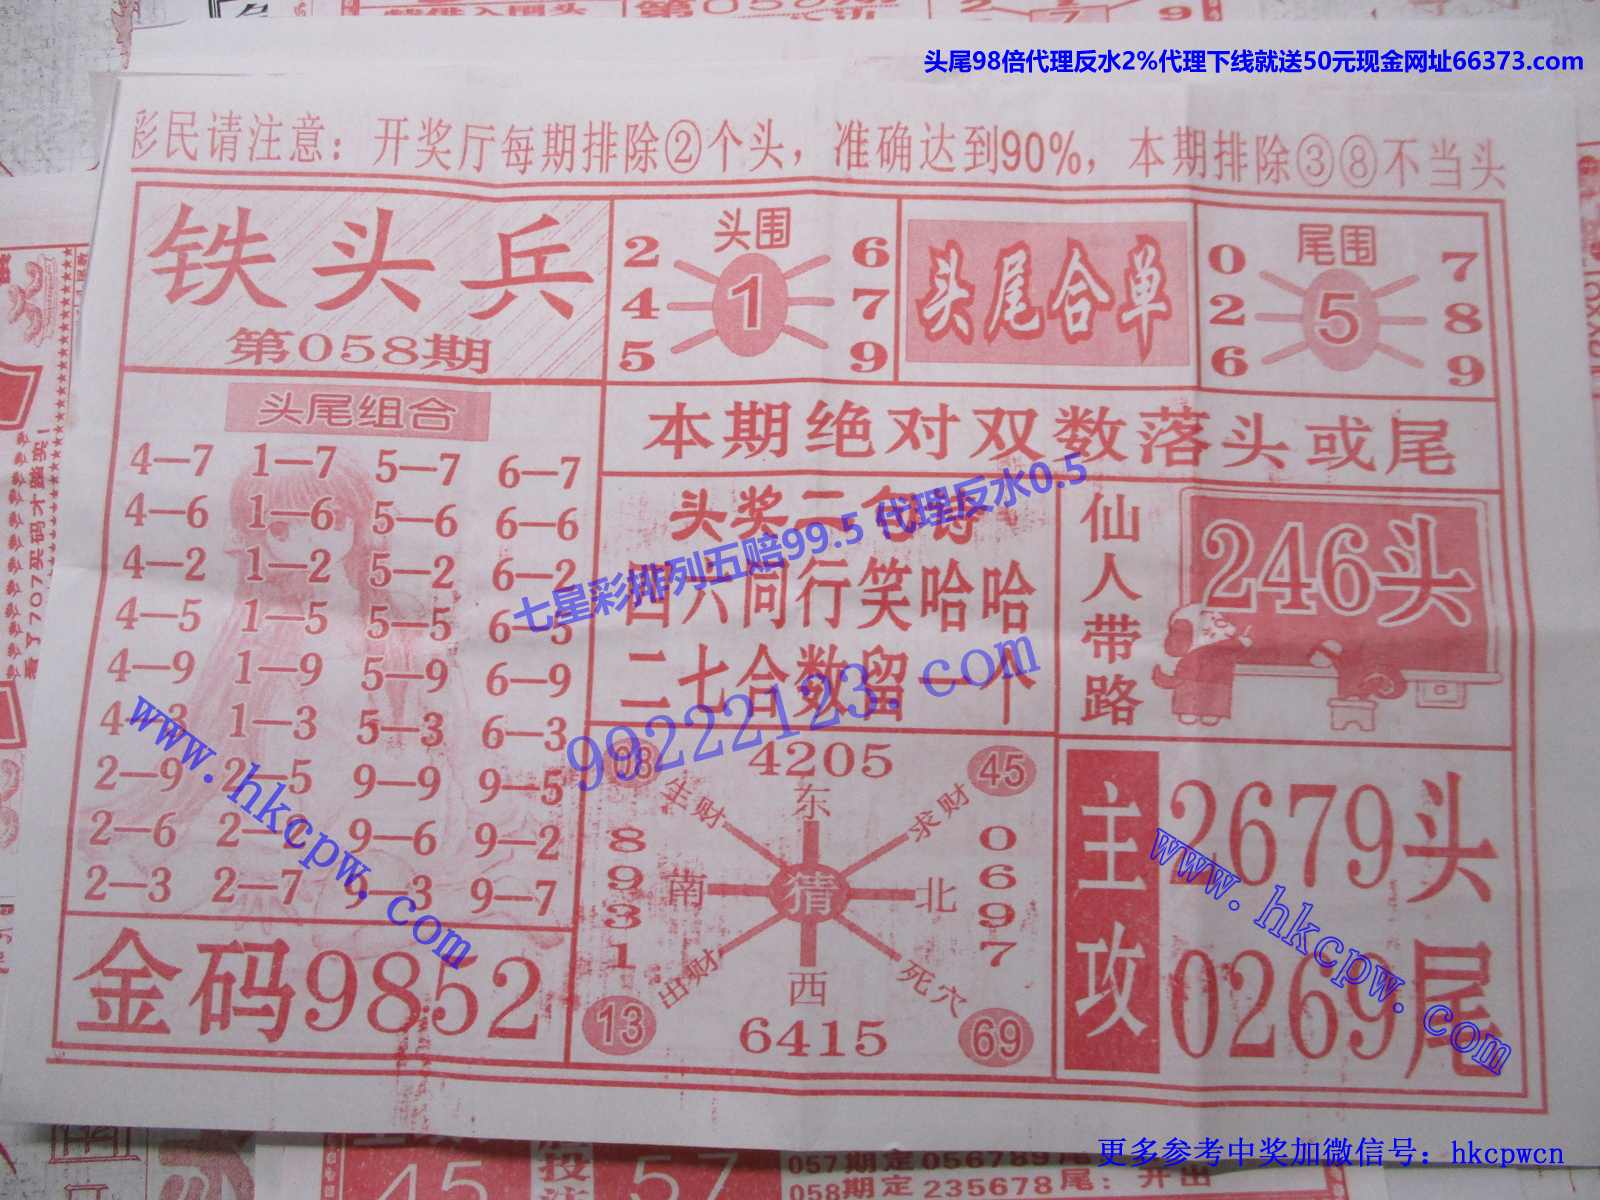 头尾98倍代理反水2%代理下线就送50元现金网址66373.com
彩民请注意：开奖厅每期排除②个头，准确达到90%，本期排除③⑧不当头
铁头兵
第058期
头围
2 6
4 1 7
5 9
头尾合单
尾围
0 7
2 5 8
6 9
头尾组合
4—7 1—7 5—7 6—7
4—6 1—6 5—6 6—6
4—2 1—2 5—2 6—2
4—5 1—5 5—5 6—5
4—9 1—9 5—9 6—9
4—3 1—3 5—3 6—3
2—9 2—5 9—9 9—5
2—6 2—2 9—6 9—2
2—3 2—7 6—3 9—7
金码9852
本期绝对双数落头或尾
头奖二
四六同行笑哈哈
二七合数留一个
仙人带路
246头
08 4205 45
生财 东 求财
8931 南 猜 北 0697
出财 西 死穴
13 6415 69
主攻
2679头
0269尾
七星彩排列五赔99.5 代理反水0.5
99222123.com
www.hkcpw.com
www.hkcpw.com
45
57
057期定
058期定235678尾：开出
更多参考中奖加微信号：hkcpwcn